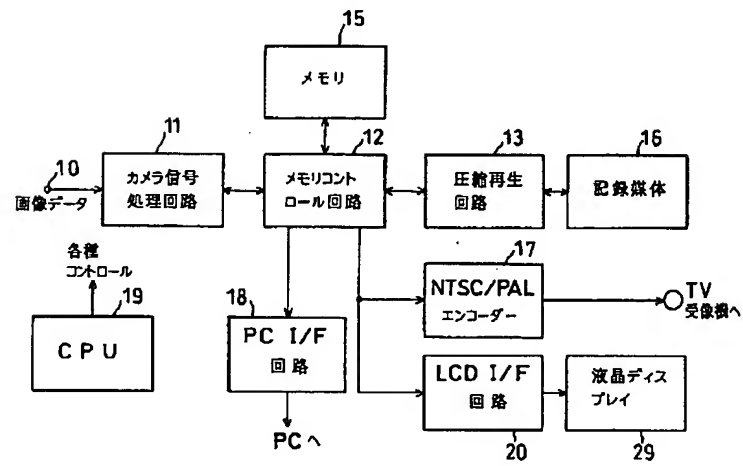 15
メモリ
11
12
13
16
10
画像データ
カメラ信号
処理回路
メモリコント
ロール回路
圧縮再生
回路
記録媒体
各種
コントロール
19
CPU
18
PC I/F
回路
PCへ
17
NTSC/PAL
エンコーダー
TV
受像機へ
LCD I/F
回路
20
液晶ディス
プレイ
29